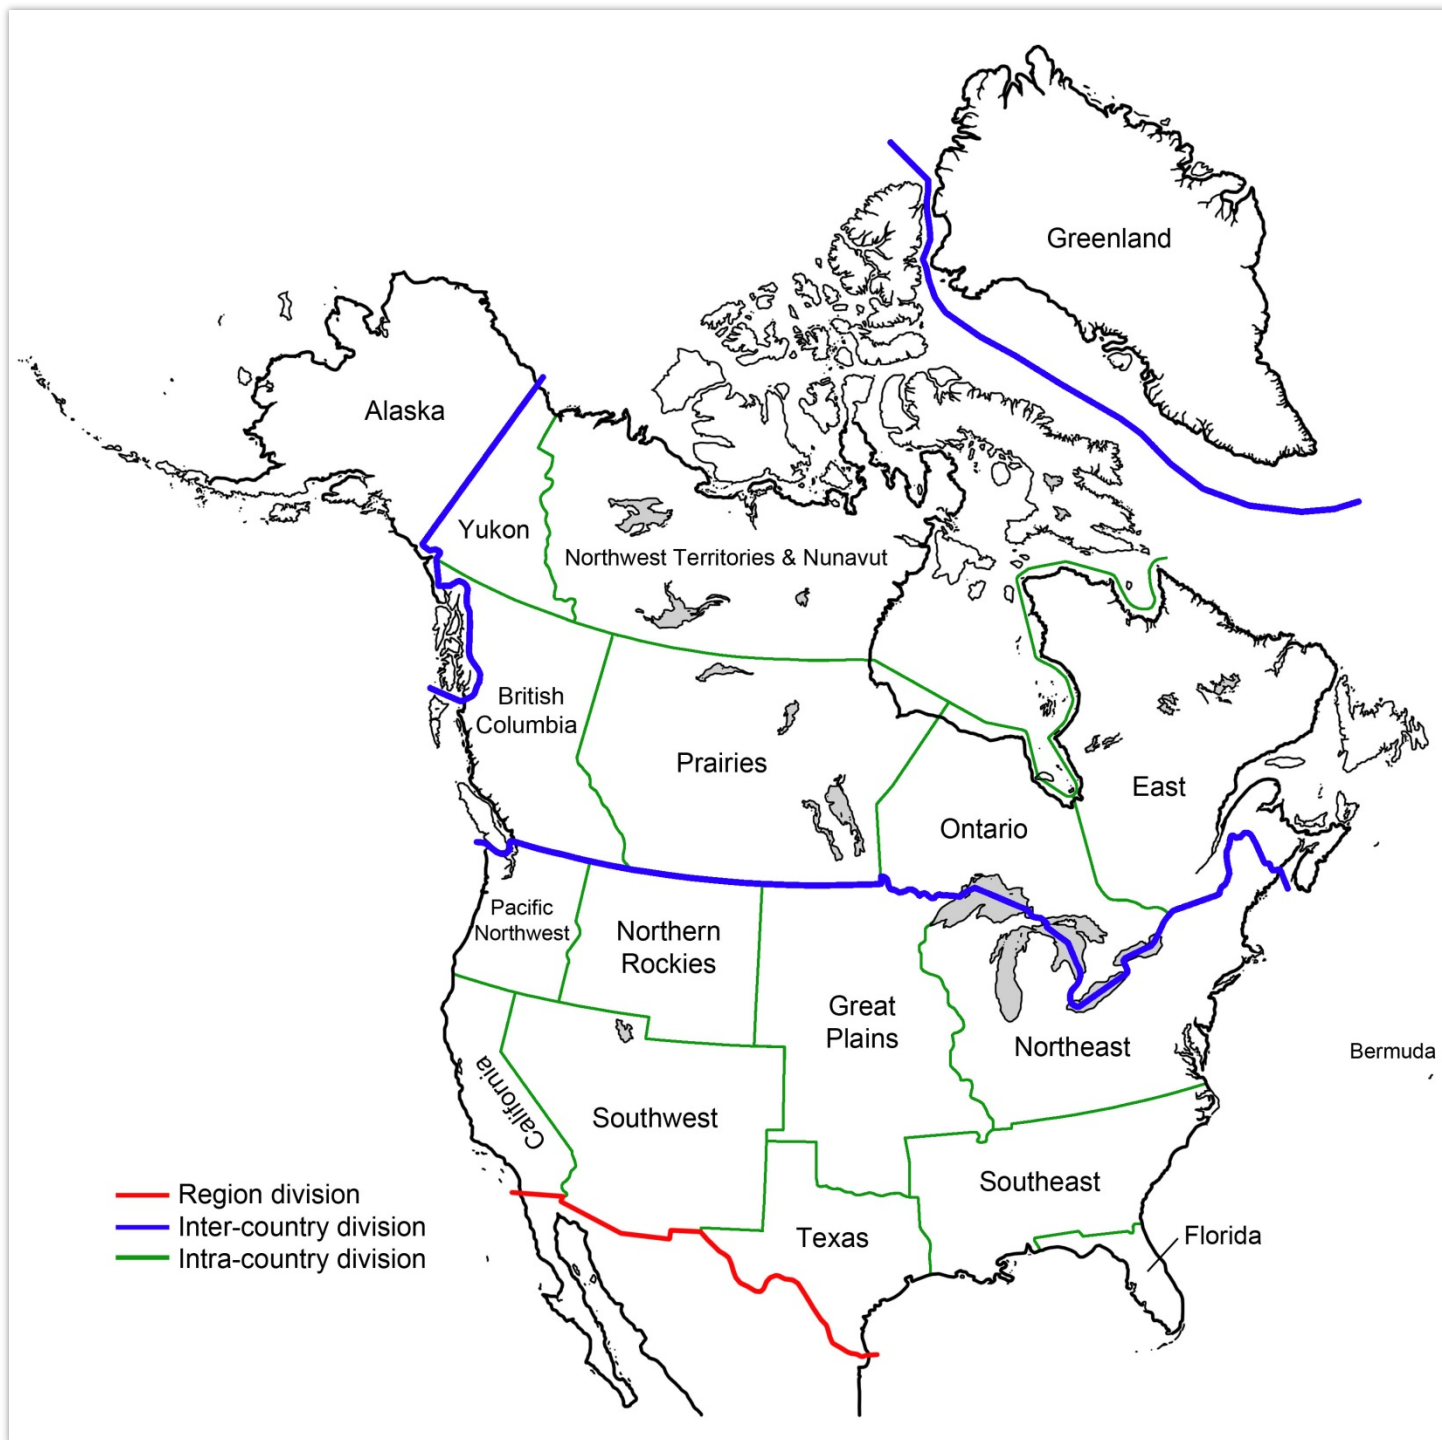 Greenland
Alaska
Yukon
Northwest Territories & Nunavut
British
Columbia
Prairies
East
Ontario
Pacific
Northwest
Northern
Rockies
Great
Plains
Northeast
Bermuda
California
Southwest
Southeast
Texas
Florida
Region division
Inter-country division
Intra-country division